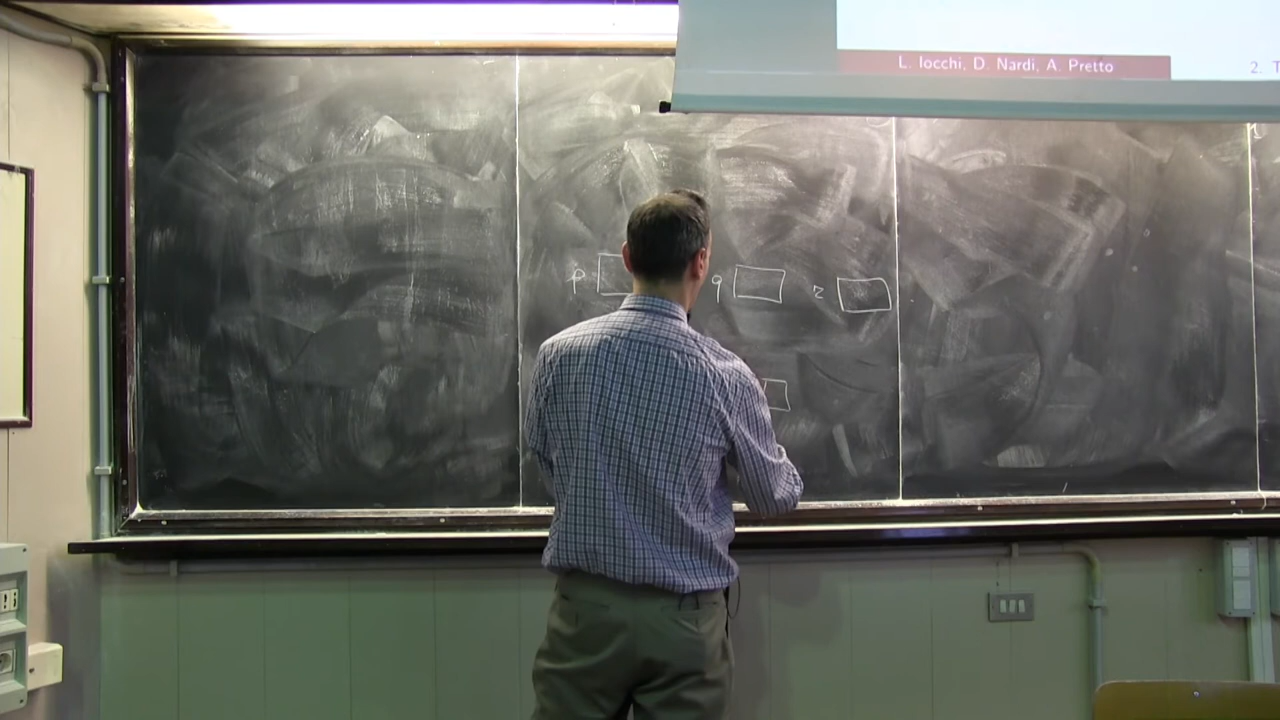 L. Iocchi, D. Nardi, A. Pretto
2. T
p
q
r